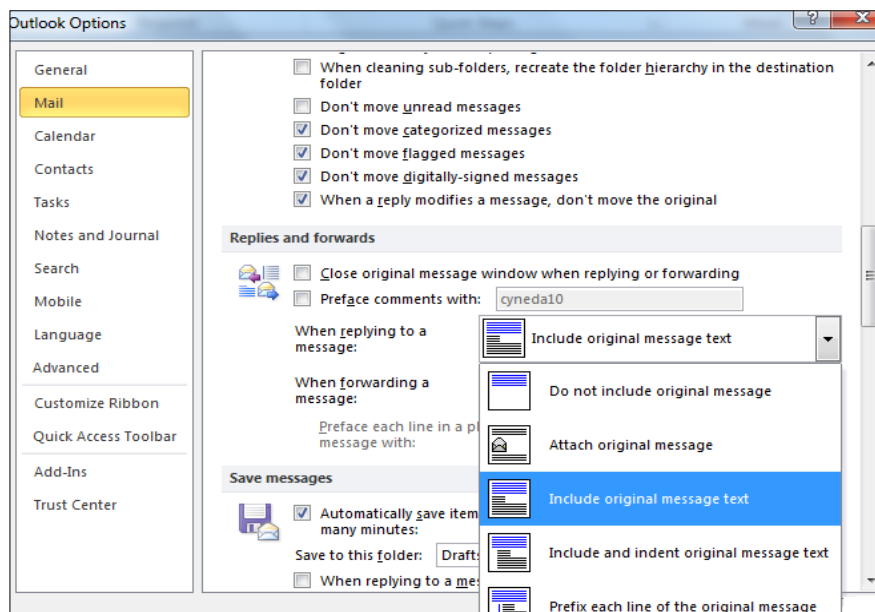 Outlook Options
General
Mail
Calendar
Contacts
Tasks
Notes and Journal
Search
Mobile
Language
Advanced
Customize Ribbon
Quick Access Toolbar
Add-Ins
Trust Center
When cleaning sub-folders, recreate the folder hierarchy in the destination
folder
Don't move unread messages
Don't move categorized messages
Don't move flagged messages
Don't move digitally-signed messages
When a reply modifies a message, don't move the original
Replies and forwards
Close original message window when replying or forwarding
Preface comments with: cyneda10
When replying to a
message:
Include original message text
When forwarding a
message:
Preface each line in a pl
message with:
Do not include original message
Attach original message
Include original message text
Include and indent original message text
Prefix each line of the original message
Save messages
Automatically save item
many minutes:
Save to this folder: Drafts
When replying to a mes